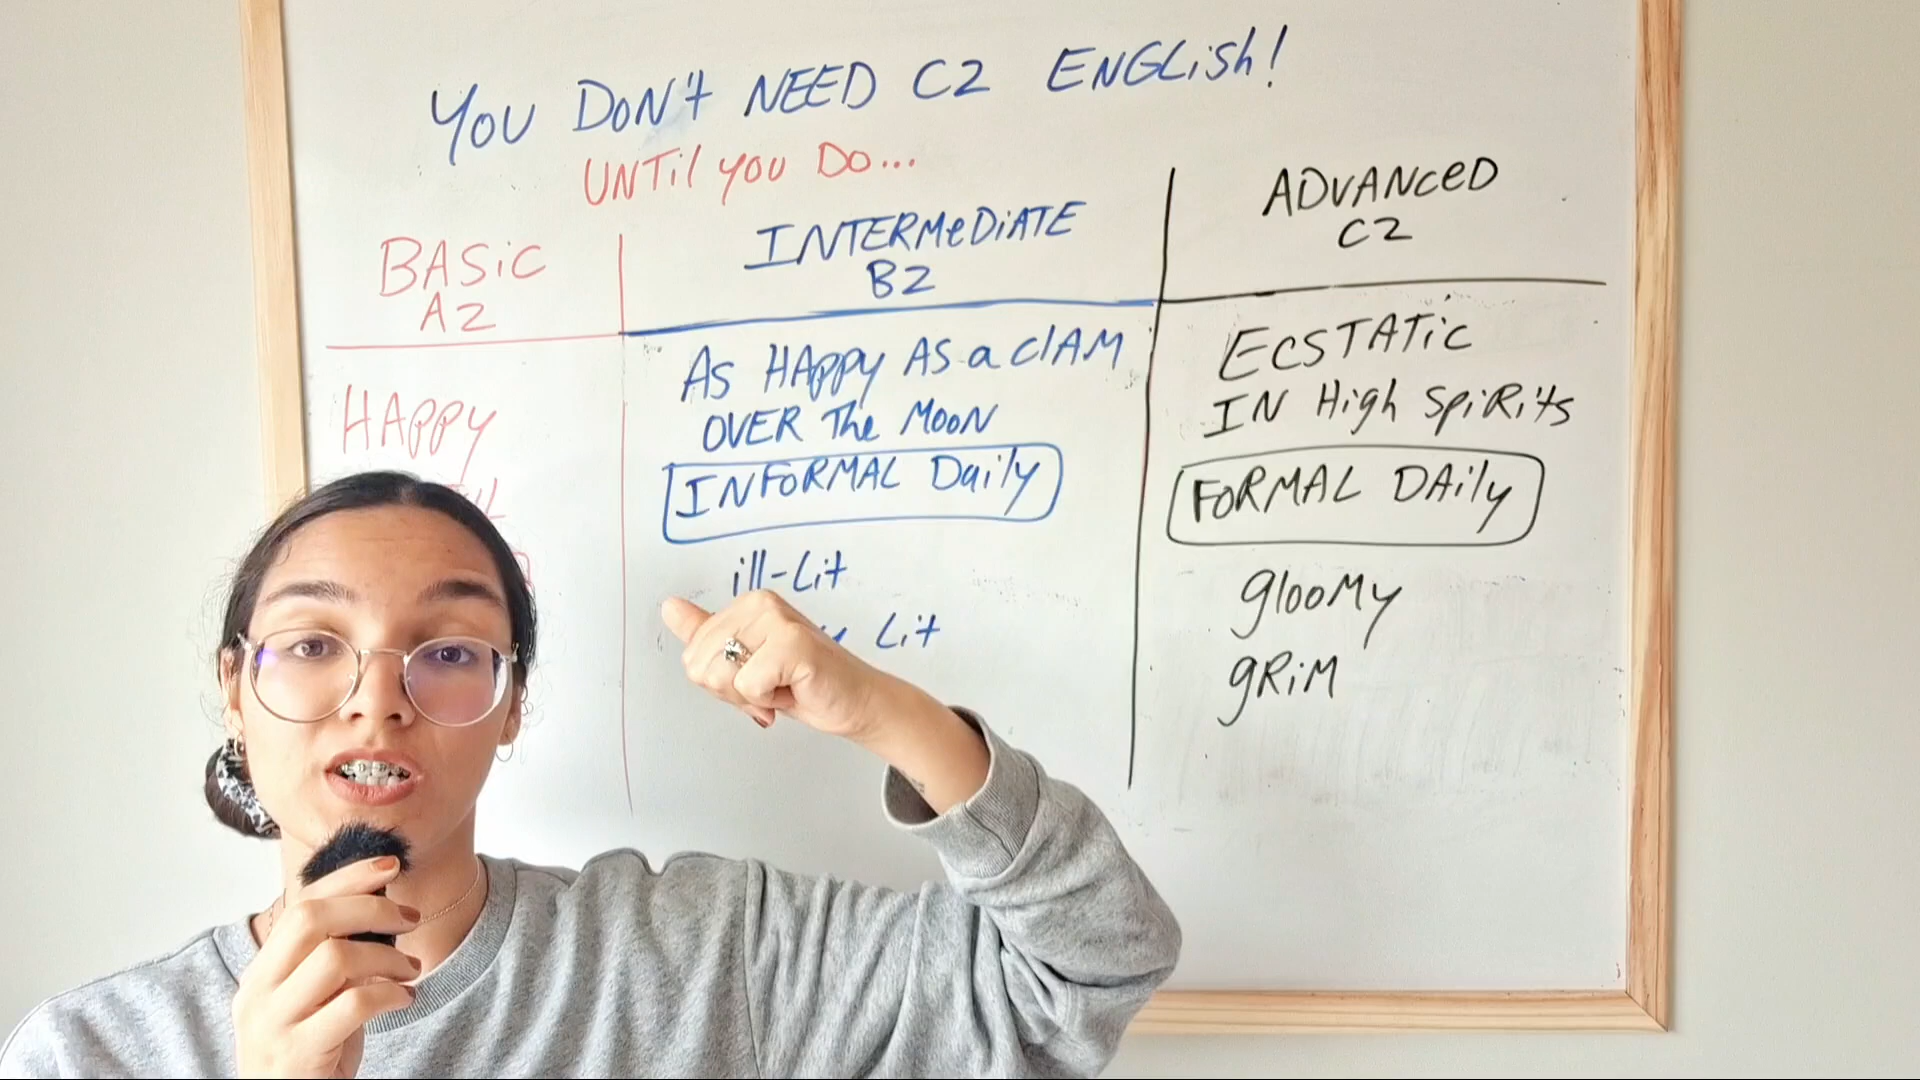 YOU DON't NEED C2 ENGLiSh!
UNTil you Do...
BASiC
A2
INTERMeDiATE
B2
ADVANceD
C2
HAppy
As HAppy As a clAM
OVER The MooN
INFORMAL Daily
ill-Lit
Lit
EcSTATic
IN High SpiRits
FoRMAL DAily
glooMy
gRiM